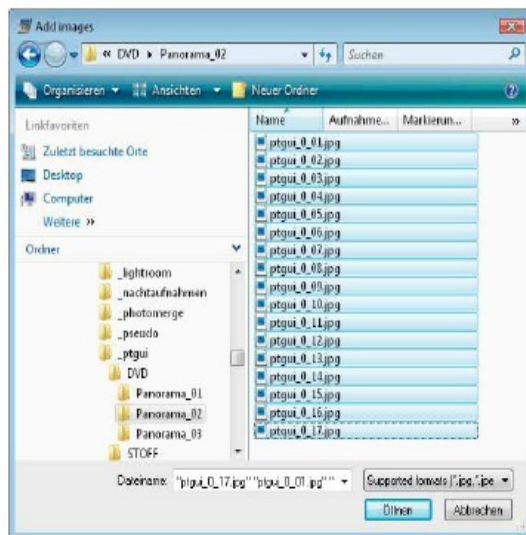 Add images
« DVD ▸ Panorama_02
Suchen
Organisieren
Ansichten
Neuer Ordner
Linkfavoriten
Zuletzt besuchte Orte
Desktop
Computer
Weitere »
Ordner
_lightroom
_nachtaufnahmen
_photomerge
_pseudo
_ptgui
DVD
Panorama_01
Panorama_02
Panorama_03
STOFF
Name Aufnahme... Markierun... »
ptgui_0_01.jpg
ptgui_0_02.jpg
ptgui_0_03.jpg
ptgui_0_04.jpg
ptgui_0_05.jpg
ptgui_0_06.jpg
ptgui_0_07.jpg
ptgui_0_08.jpg
ptgui_0_09.jpg
ptgui_0_10.jpg
ptgui_0_11.jpg
ptgui_0_12.jpg
ptgui_0_13.jpg
ptgui_0_14.jpg
ptgui_0_15.jpg
ptgui_0_16.jpg
ptgui_0_17.jpg
Dateiname: "ptgui_0_17.jpg" "ptgui_0_01.jpg" "
Supported formats (*.jpg,*.jpe
Öffnen
Abbrechen